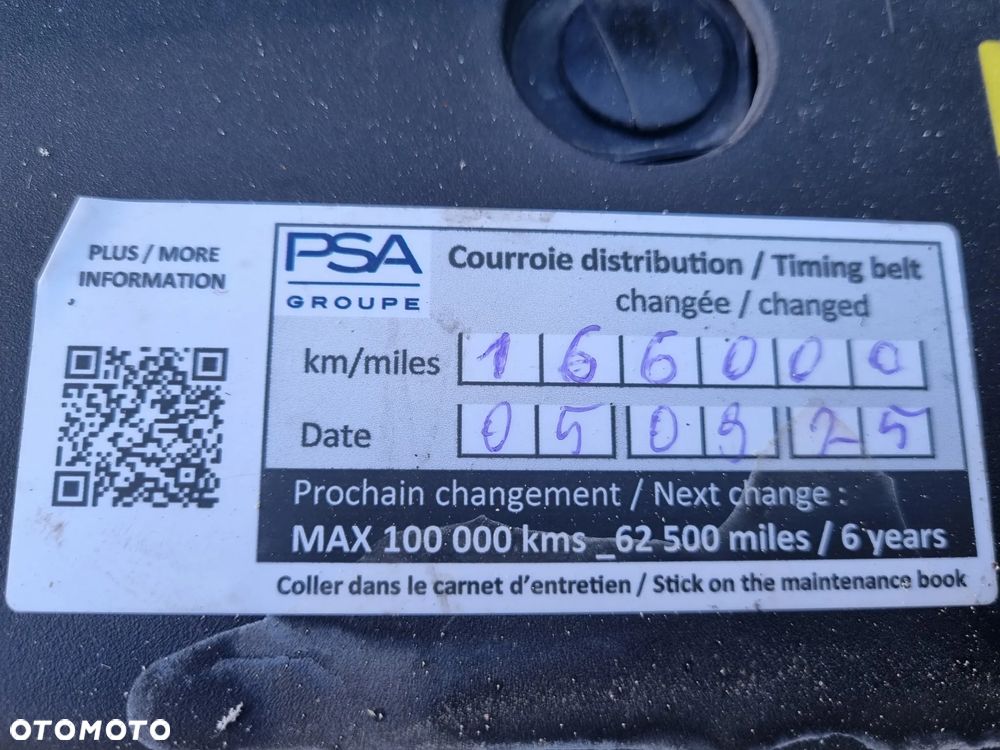 PLUS / MORE
INFORMATION
PSA
GROUPE
Courroie distribution / Timing belt
changée / changed
km/miles 166000
Date 05 09 25
Prochain changement / Next change :
MAX 100 000 kms _62 500 miles / 6 years
Coller dans le carnet d'entretien / Stick on the maintenance book
OTOMOTO